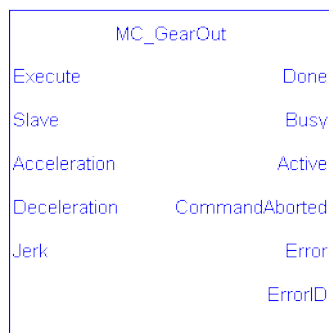 MC_GearOut
Execute Done
Slave Busy
Acceleration Active
Deceleration CommandAborted
Jerk Error
ErrorID